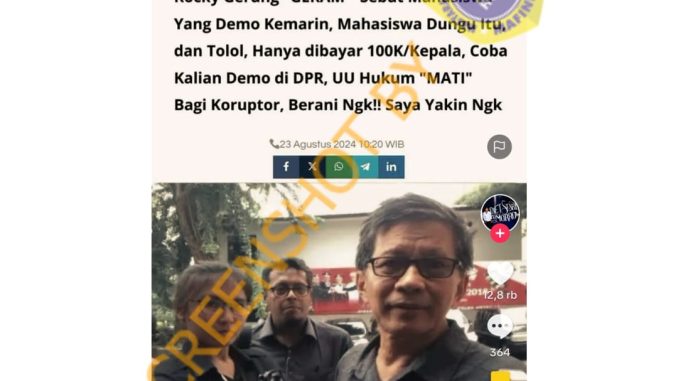 Rocky Gerung "GERAM" Sebut Mahasiswa
Yang Demo Kemarin, Mahasiswa Dungu Itu,
dan Tolol, Hanya dibayar 100K/Kepala, Coba
Kalian Demo di DPR, UU Hukum "MATI"
Bagi Koruptor, Berani Ngk!! Saya Yakin Ngk
23 Agustus 2024 10:20 WIB
12,8 rb
364
SCREENSHOT BY